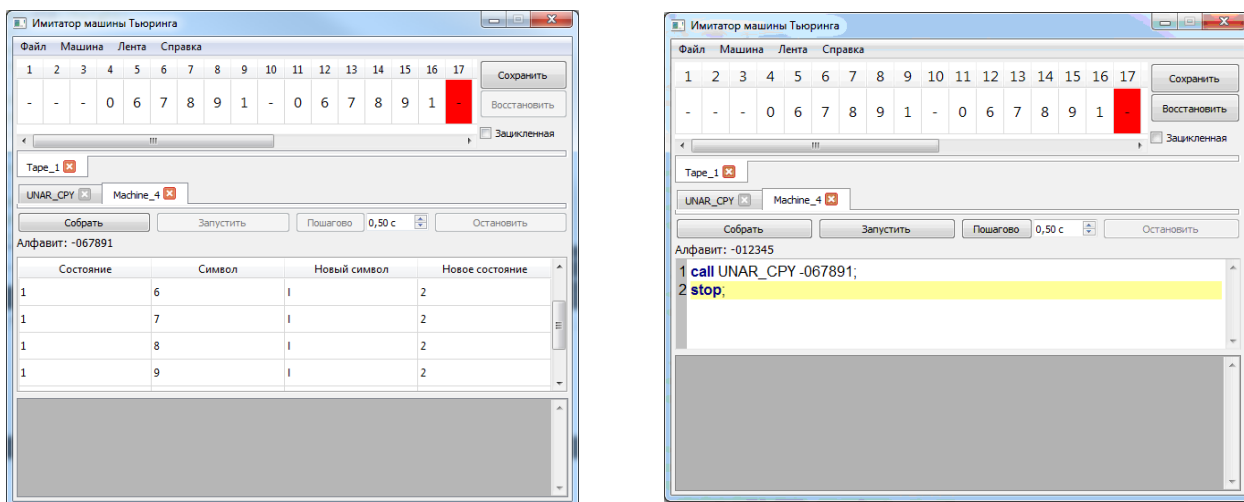 Имитатор машины Тьюринга
Файл Машина Лента Справка
1 2 3 4 5 6 7 8 9 10 11 12 13 14 15 16 17
Сохранить
- - - 0 6 7 8 9 1 - 0 6 7 8 9 1 -
Восстановить
Зацикленная
Tape_1
UNAR_CPY Machine_4
Собрать Запустить Пошагово 0,50 с Остановить
Алфавит: -067891
Состояние Символ Новый символ Новое состояние
1 6 l 2
1 7 l 2
1 8 l 2
1 9 l 2
Имитатор машины Тьюринга
Файл Машина Лента Справка
1 2 3 4 5 6 7 8 9 10 11 12 13 14 15 16 17
Сохранить
- - - 0 6 7 8 9 1 - 0 6 7 8 9 1 -
Восстановить
Зацикленная
Tape_1
UNAR_CPY Machine_4
Собрать Запустить Пошагово 0,50 с Остановить
Алфавит: -012345
1 call UNAR_CPY -067891;
2 stop;